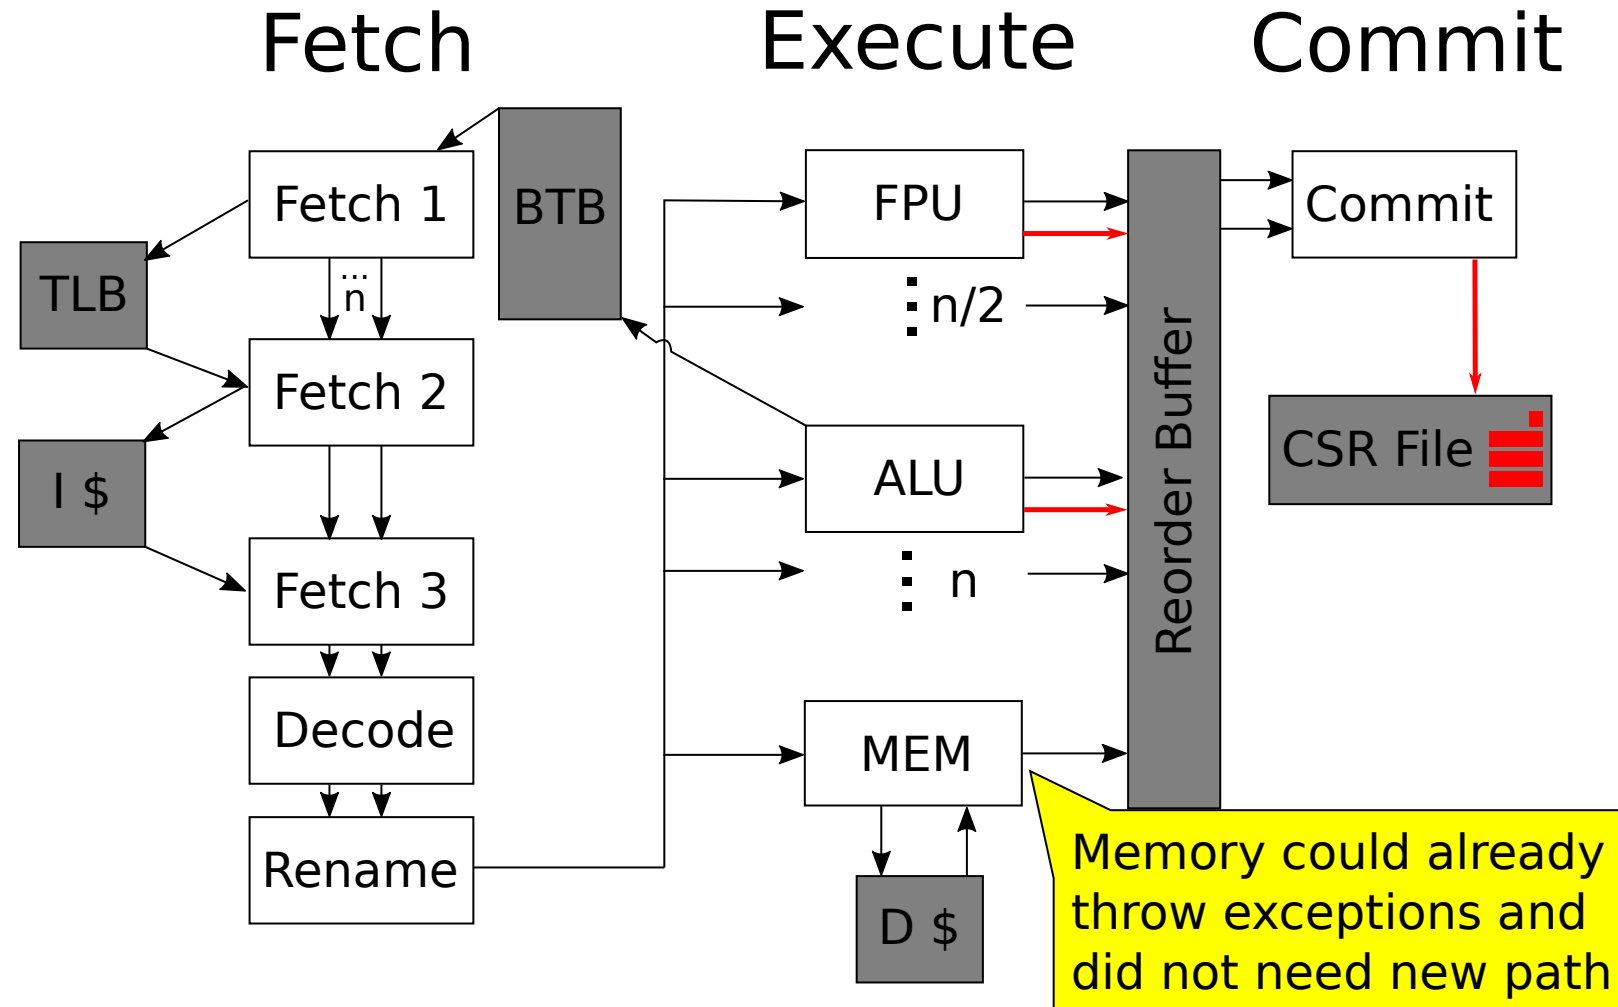 Fetch
Execute
Commit
Fetch 1
BTB
TLB
...
n
Fetch 2
I $
Fetch 3
Decode
Rename
FPU
n/2
ALU
n
MEM
D $
Reorder Buffer
Commit
CSR File
Memory could already
throw exceptions and
did not need new path